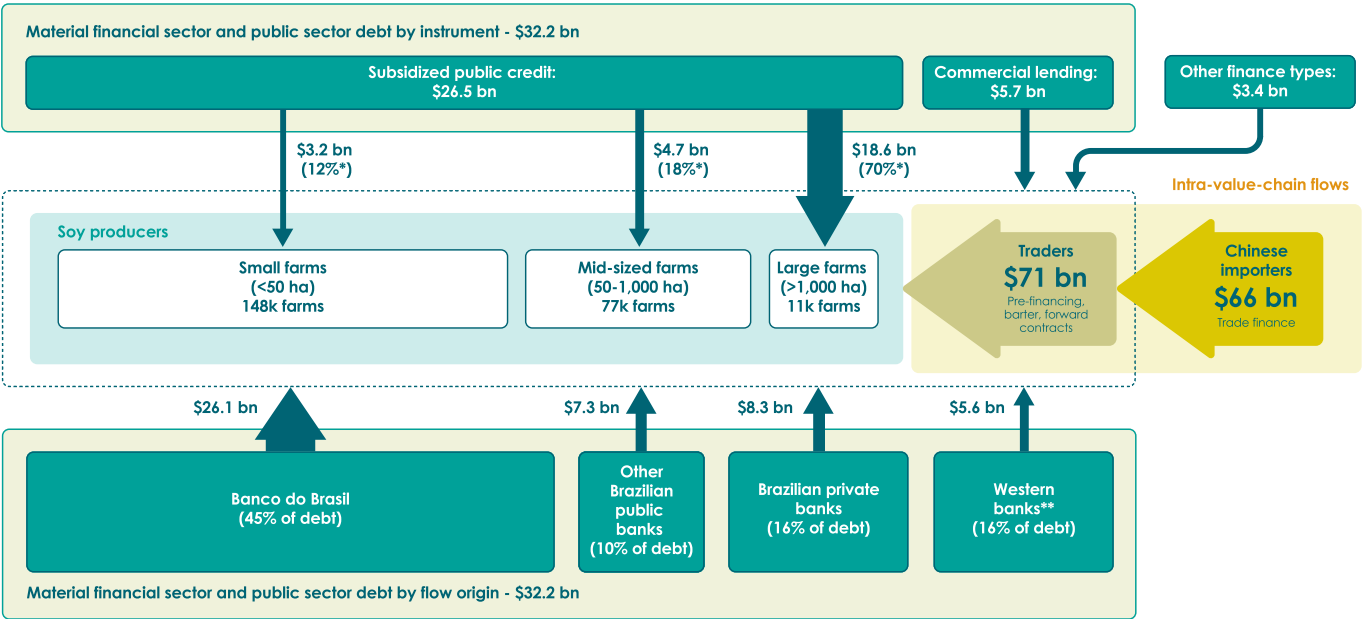 Material financial sector and public sector debt by instrument - $32.2 bn
Subsidized public credit:
$26.5 bn
Commercial lending:
$5.7 bn
Other finance types:
$3.4 bn
$3.2 bn
(12%*)
$4.7 bn
(18%*)
$18.6 bn
(70%*)
Intra-value-chain flows
Soy producers
Small farms
(<50 ha)
148k farms
Mid-sized farms
(50-1,000 ha)
77k farms
Large farms
(>1,000 ha)
11k farms
Traders
$71 bn
Pre-financing,
barter, forward
contracts
Chinese
importers
$66 bn
Trade finance
$26.1 bn
$7.3 bn
$8.3 bn
$5.6 bn
Banco do Brasil
(45% of debt)
Other
Brazilian
public
banks
(10% of debt)
Brazilian private
banks
(16% of debt)
Western
banks**
(16% of debt)
Material financial sector and public sector debt by flow origin - $32.2 bn